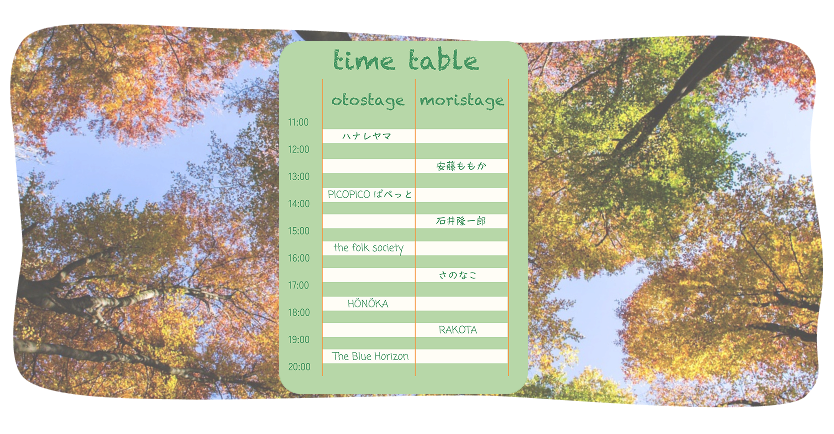 time table
otostage moristage
11:00
ハナレヤマ
12:00
安藤ももか
13:00
PICOPICO ぱぺっと
14:00
石井隆一郎
15:00
the folk society
16:00
さのなこ
17:00
HÖNÖKA
18:00
RAKOTA
19:00
The Blue Horizon
20:00